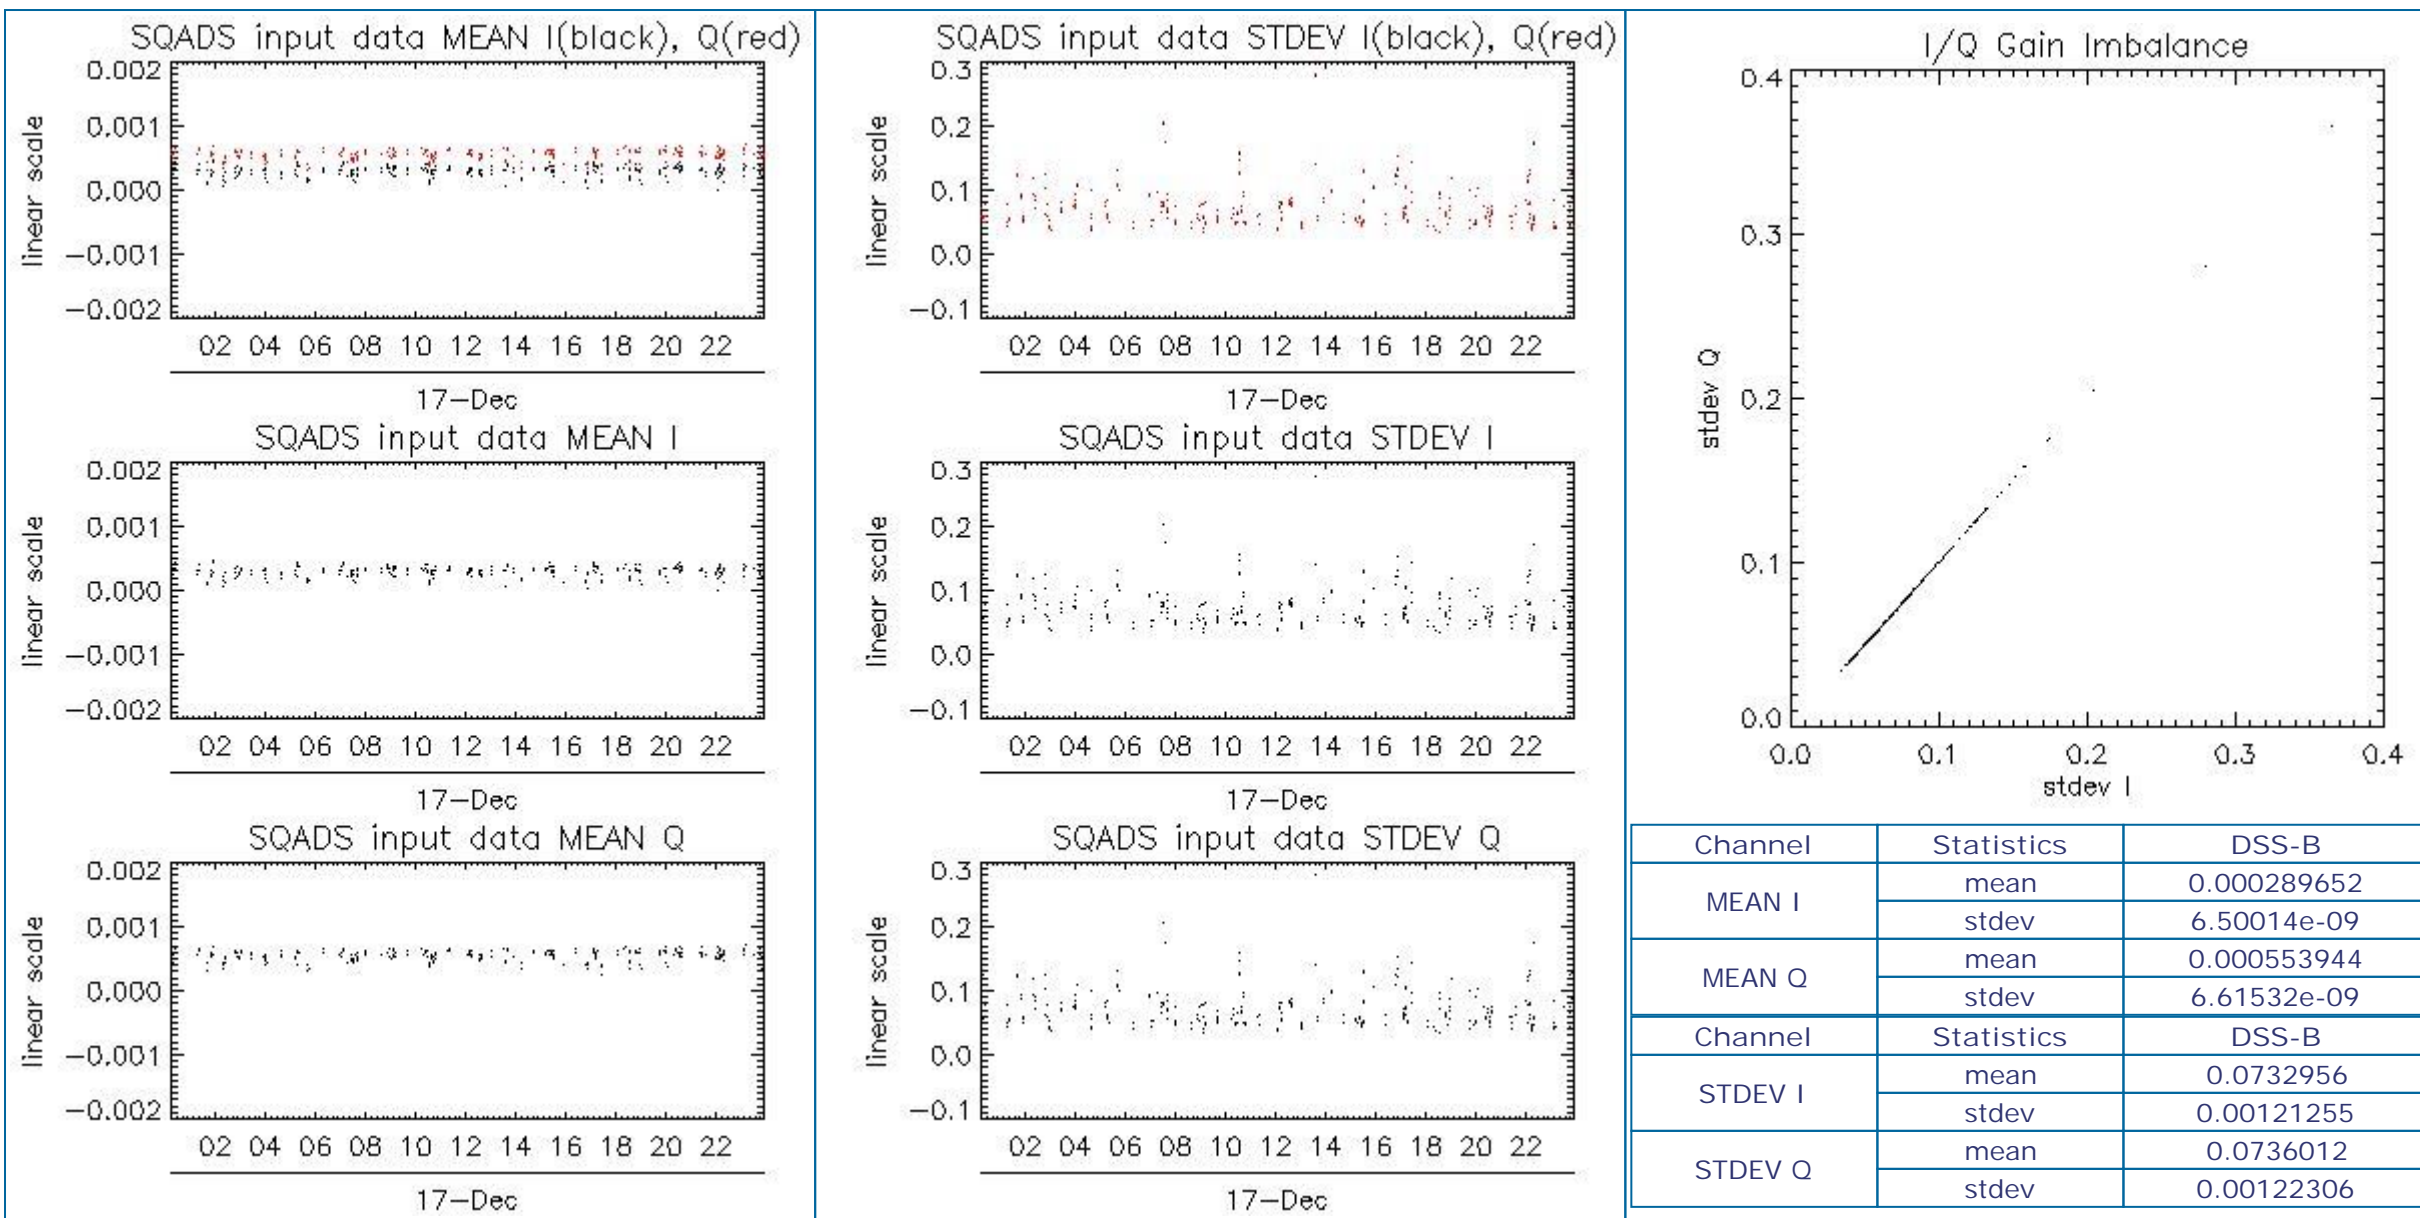 SQADS input data MEAN I(black), Q(red)
0.002
0.001
0.000
−0.001
−0.002
linear scale
02 04 06 08 10 12 14 16 18 20 22
17−Dec
SQADS input data MEAN I
0.002
0.001
0.000
−0.001
−0.002
linear scale
02 04 06 08 10 12 14 16 18 20 22
17−Dec
SQADS input data MEAN Q
0.002
0.001
0.000
−0.001
−0.002
linear scale
02 04 06 08 10 12 14 16 18 20 22
17−Dec
SQADS input data STDEV I(black), Q(red)
0.3
0.2
0.1
0.0
−0.1
linear scale
02 04 06 08 10 12 14 16 18 20 22
17−Dec
SQADS input data STDEV I
0.3
0.2
0.1
0.0
−0.1
linear scale
02 04 06 08 10 12 14 16 18 20 22
17−Dec
SQADS input data STDEV Q
0.3
0.2
0.1
0.0
−0.1
linear scale
02 04 06 08 10 12 14 16 18 20 22
17−Dec
I/Q Gain Imbalance
0.4
0.3
0.2
0.1
0.0
stdev Q
0.0 0.1 0.2 0.3 0.4
stdev I
Channel Statistics DSS-B
MEAN I mean 0.000289652
stdev 6.50014e-09
MEAN Q mean 0.000553944
stdev 6.61532e-09
Channel Statistics DSS-B
STDEV I mean 0.0732956
stdev 0.00121255
STDEV Q mean 0.0736012
stdev 0.00122306